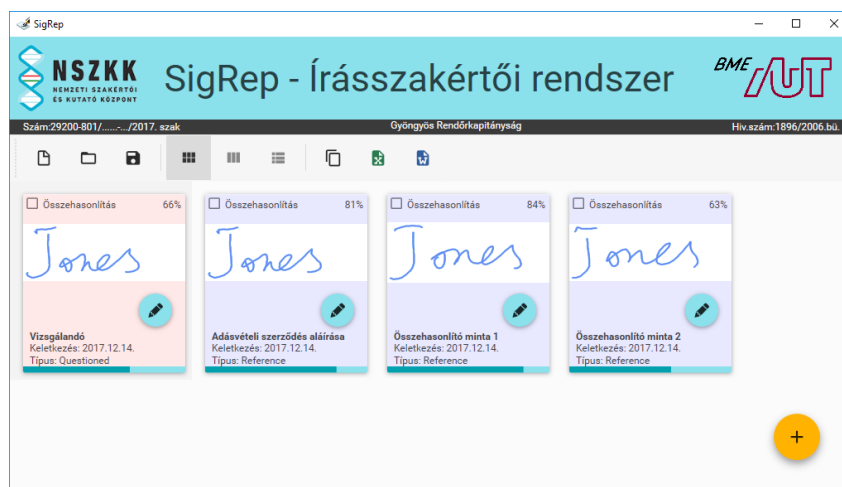 SigRep
NSZKK
NEMZETI SZAKÉRTŐI
ÉS KUTATÓ KÖZPONT
SigRep - Írásszakértői rendszer
BME/AUT
Szám:29200-801/......-.../2017. szak
Gyöngyös Rendőrkapitányság
Hiv.szám:1896/2006.bü.
Összehasonlítás 66%
Jones
Vizsgálandó
Keletkezés: 2017.12.14.
Típus: Questioned
Összehasonlítás 81%
Jones
Adásvételi szerződés aláírása
Keletkezés: 2017.12.14.
Típus: Reference
Összehasonlítás 84%
Jones
Összehasonlító minta 1
Keletkezés: 2017.12.14.
Típus: Reference
Összehasonlítás 63%
Jones
Összehasonlító minta 2
Keletkezés: 2017.12.14.
Típus: Reference